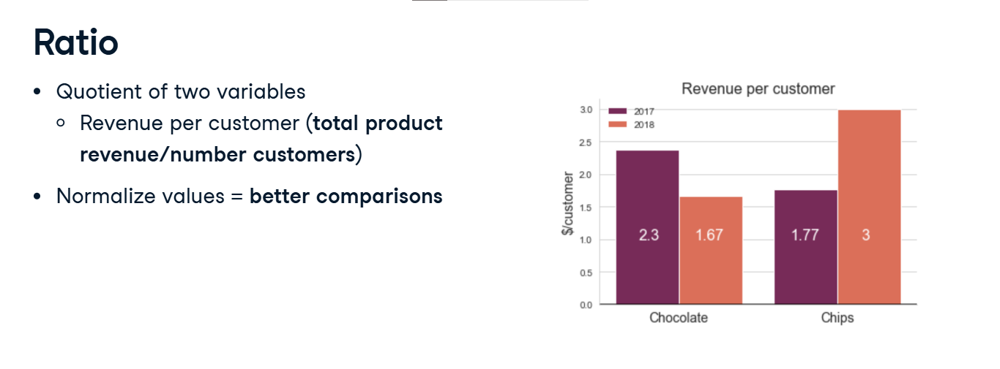 Ratio
• Quotient of two variables
○ Revenue per customer (total product
revenue/number customers)
• Normalize values = better comparisons
Revenue per customer
2017
2018
$/customer
3.0
2.5
2.0
1.5
1.0
0.5
0.0
2.3
1.67
1.77
3
Chocolate
Chips